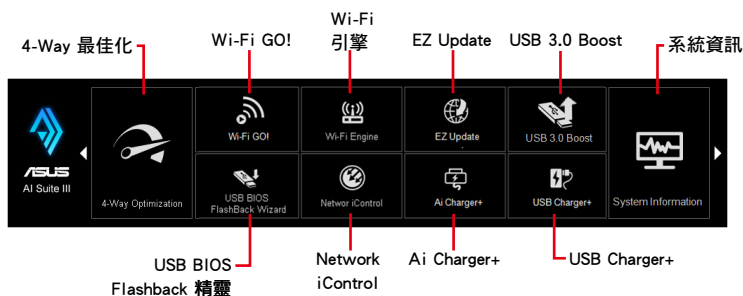 Wi-Fi
4-Way 最佳化
Wi-Fi GO!
引擎
EZ Update
USB 3.0 Boost
系統資訊
ASUS
AI Suite III
4-Way Optimization
Wi-Fi GO!
Wi-Fi Engine
EZ Update
USB 3.0 Boost
System Information
USB BIOS
FlashBack Wizard
Networ iControl
Ai Charger+
USB Charger+
USB BIOS
Flashback 精靈
Network
iControl
Ai Charger+
USB Charger+